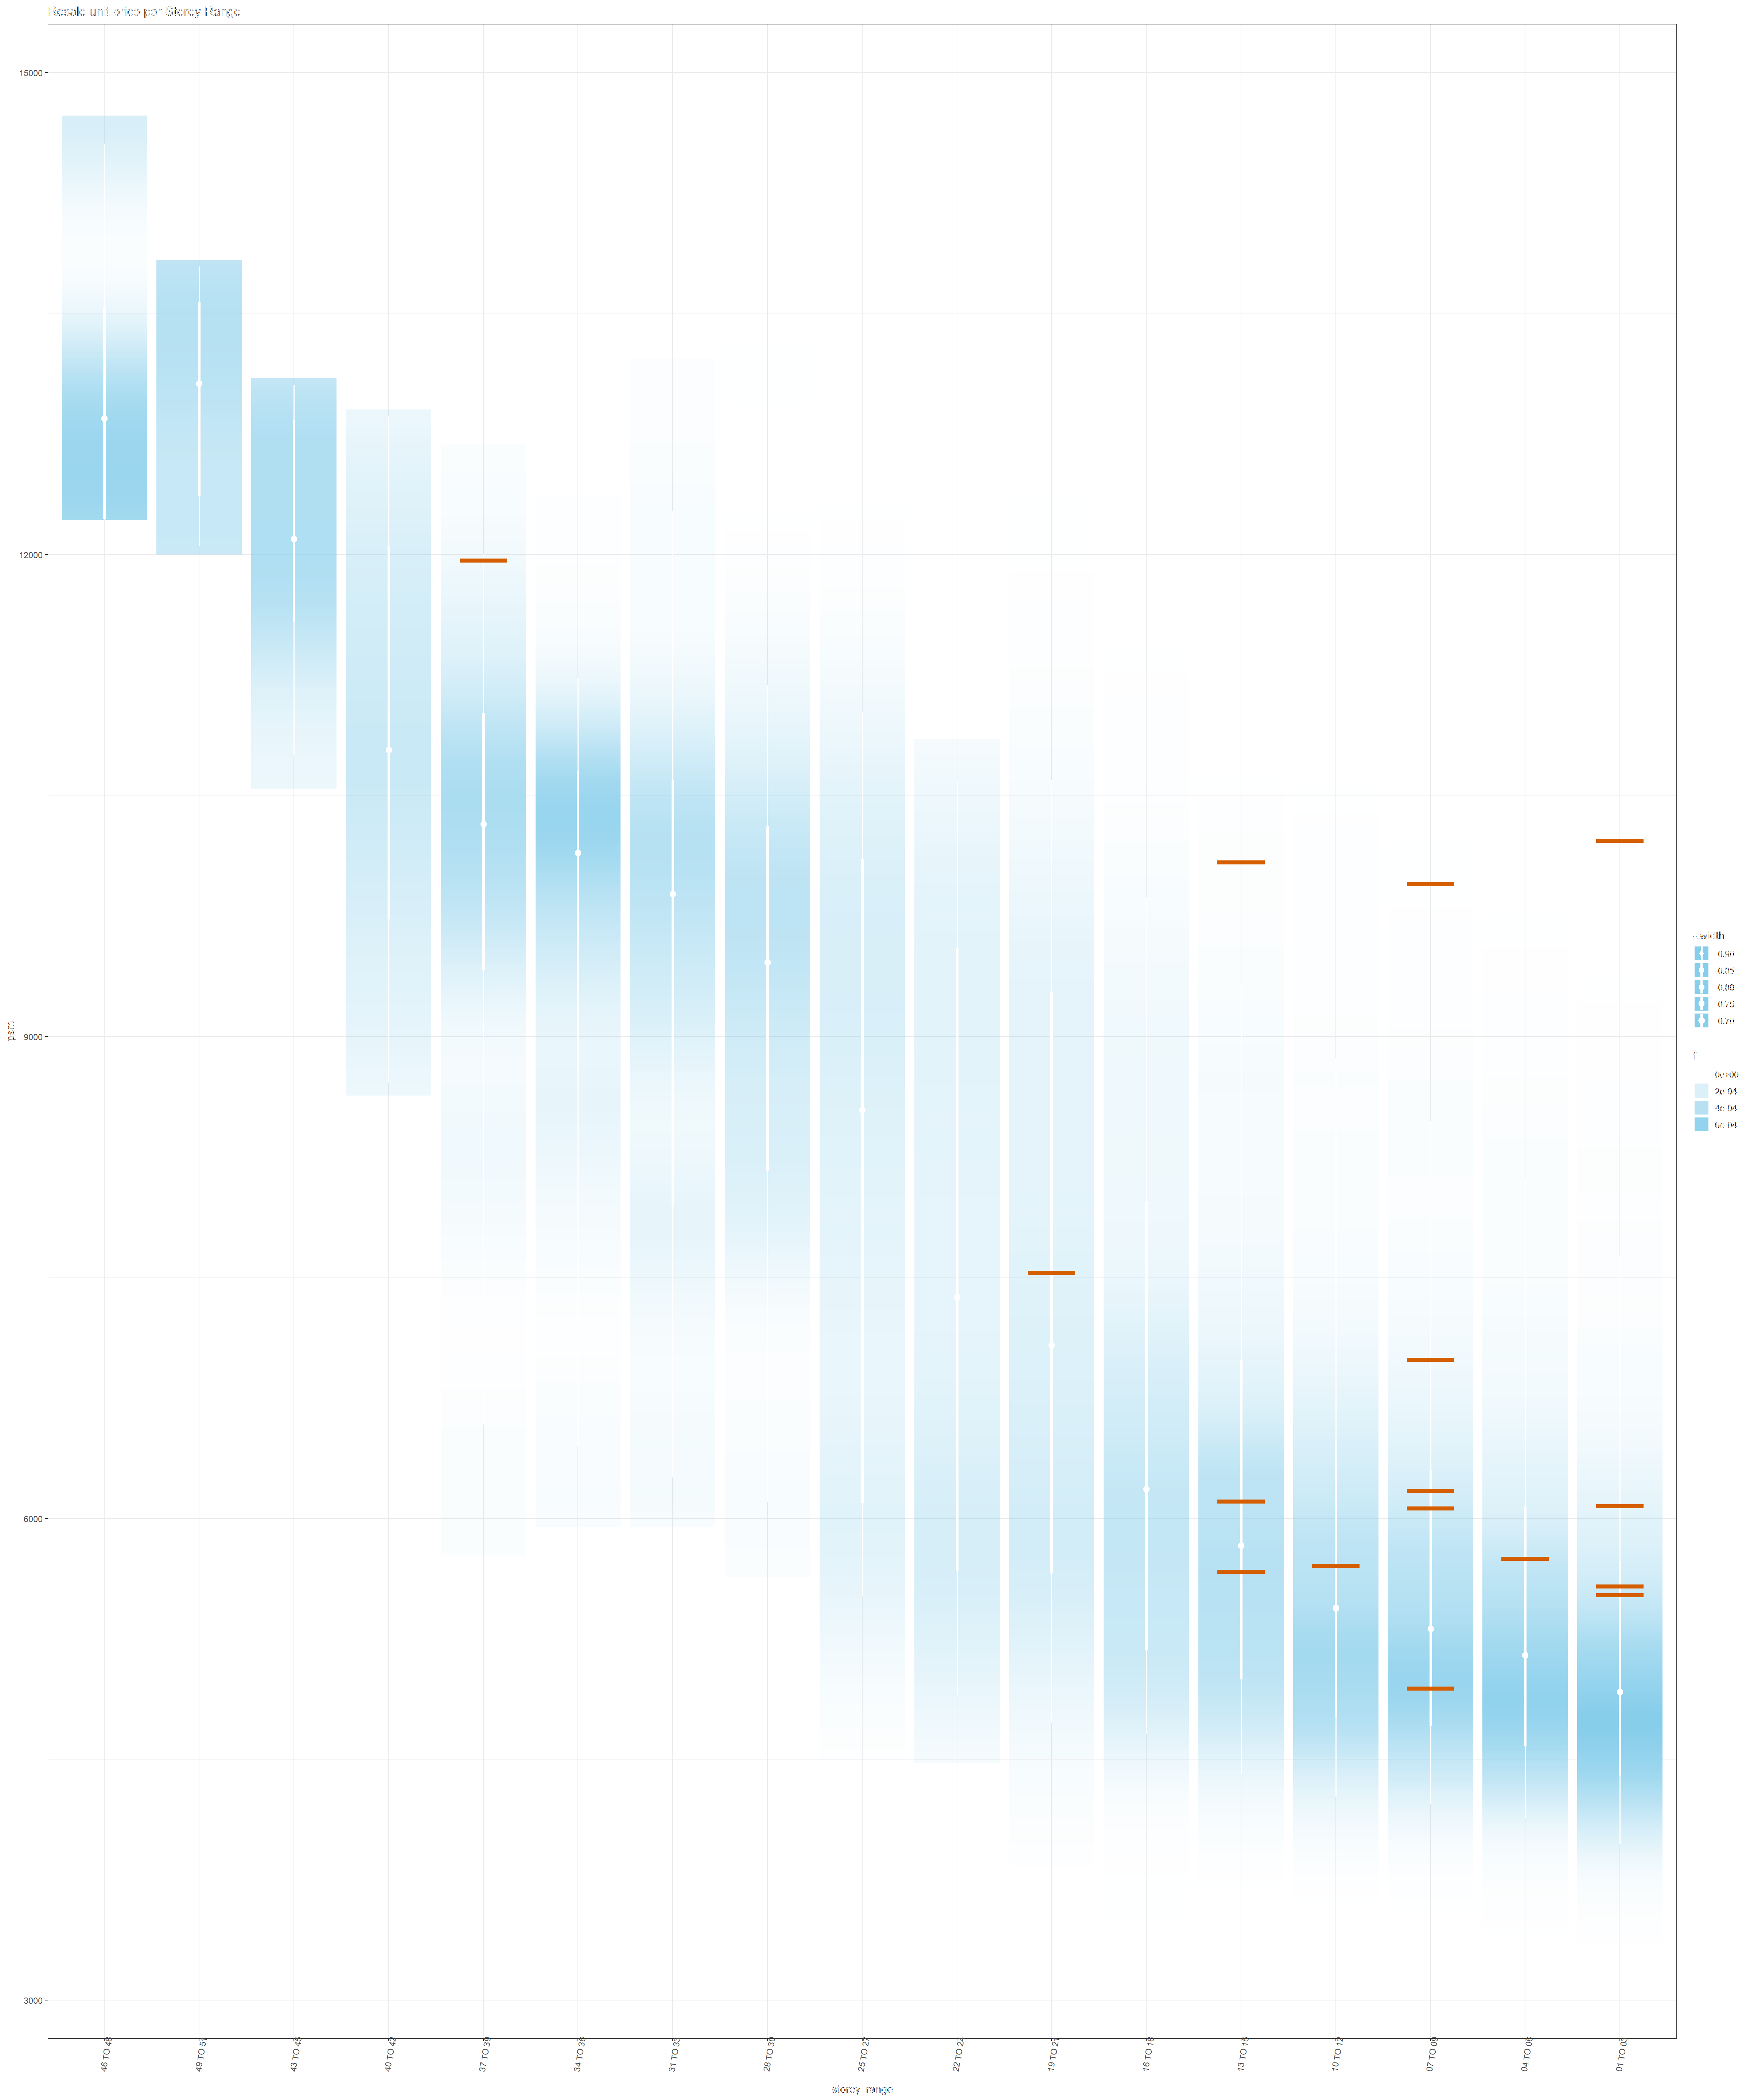 Resale unit price per Storey Range
15000
12000
9000
6000
3000
psm
46 TO 48
49 TO 51
43 TO 45
40 TO 42
37 TO 39
34 TO 36
31 TO 33
28 TO 30
25 TO 27
22 TO 24
19 TO 21
16 TO 18
13 TO 15
10 TO 12
07 TO 09
04 TO 06
01 TO 03
storey_range
-.width
0.90
0.85
0.80
0.75
0.70
f
0e+00
2e-04
4e-04
6e-04